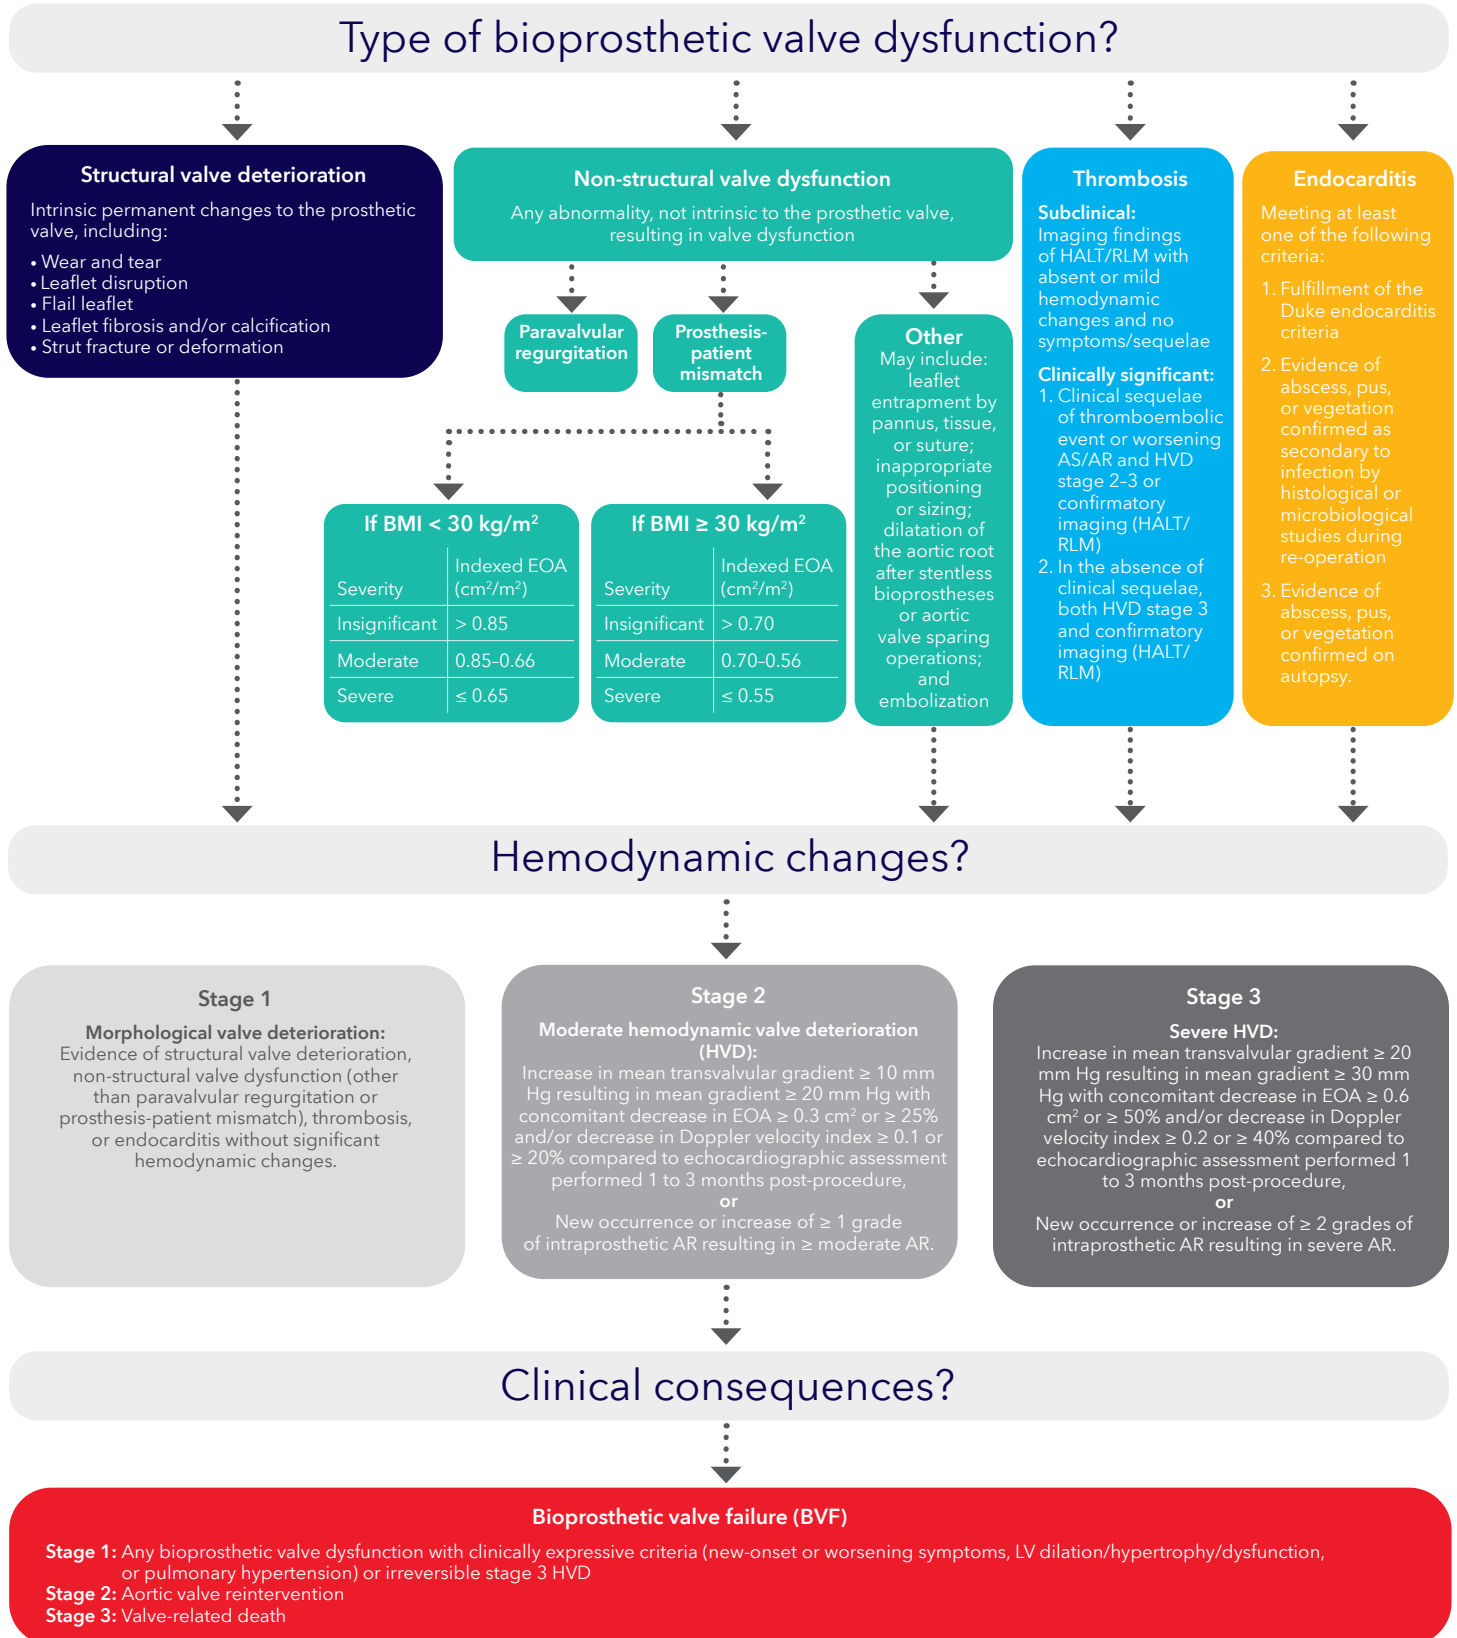 Type of bioprosthetic valve dysfunction?
Structural valve deterioration
Intrinsic permanent changes to the prosthetic
valve, including:
• Wear and tear
• Leaflet disruption
• Flail leaflet
• Leaflet fibrosis and/or calcification
• Strut fracture or deformation
Non-structural valve dysfunction
Any abnormality, not intrinsic to the prosthetic valve,
resulting in valve dysfunction
Paravalvular
regurgitation
Prosthesis-
patient
mismatch
If BMI < 30 kg/m²
Severity
Indexed EOA
(cm²/m²)
Insignificant > 0.85
Moderate 0.85–0.66
Severe ≤ 0.65
If BMI ≥ 30 kg/m²
Severity
Indexed EOA
(cm²/m²)
Insignificant > 0.70
Moderate 0.70–0.56
Severe ≤ 0.55
Other
May include:
leaflet
entrapment by
pannus, tissue,
or suture;
inappropriate
positioning
or sizing;
dilatation of
the aortic root
after stentless
bioprostheses
or aortic
valve sparing
operations;
and
embolization
Thrombosis
Subclinical:
Imaging findings
of HALT/RLM with
absent or mild
hemodynamic
changes and no
symptoms/sequelae
Clinically significant:
1. Clinical sequelae
of thromboembolic
event or worsening
AS/AR and HVD
stage 2–3 or
confirmatory
imaging (HALT/
RLM)
2. In the absence of
clinical sequelae,
both HVD stage 3
and confirmatory
imaging (HALT/
RLM)
Endocarditis
Meeting at least
one of the following
criteria:
1. Fulfillment of the
Duke endocarditis
criteria
2. Evidence of
abscess, pus,
or vegetation
confirmed as
secondary to
infection by
histological or
microbiological
studies during
re-operation
3. Evidence of
abscess, pus,
or vegetation
confirmed on
autopsy.
Hemodynamic changes?
Stage 1
Morphological valve deterioration:
Evidence of structural valve deterioration,
non-structural valve dysfunction (other
than paravalvular regurgitation or
prosthesis-patient mismatch), thrombosis,
or endocarditis without significant
hemodynamic changes.
Stage 2
Moderate hemodynamic valve deterioration
(HVD):
Increase in mean transvalvular gradient ≥ 10 mm
Hg resulting in mean gradient ≥ 20 mm Hg with
concomitant decrease in EOA ≥ 0.3 cm² or ≥ 25%
and/or decrease in Doppler velocity index ≥ 0.1 or
≥ 20% compared to echocardiographic assessment
performed 1 to 3 months post-procedure,
or
New occurrence or increase of ≥ 1 grade
of intraprosthetic AR resulting in ≥ moderate AR.
Stage 3
Severe HVD:
Increase in mean transvalvular gradient ≥ 20
mm Hg resulting in mean gradient ≥ 30 mm
Hg with concomitant decrease in EOA ≥ 0.6
cm² or ≥ 50% and/or decrease in Doppler
velocity index ≥ 0.2 or ≥ 40% compared to
echocardiographic assessment performed 1
to 3 months post-procedure,
or
New occurrence or increase of ≥ 2 grades of
intraprosthetic AR resulting in severe AR.
Clinical consequences?
Bioprosthetic valve failure (BVF)
Stage 1: Any bioprosthetic valve dysfunction with clinically expressive criteria (new-onset or worsening symptoms, LV dilation/hypertrophy/dysfunction,
or pulmonary hypertension) or irreversible stage 3 HVD
Stage 2: Aortic valve reintervention
Stage 3: Valve-related death